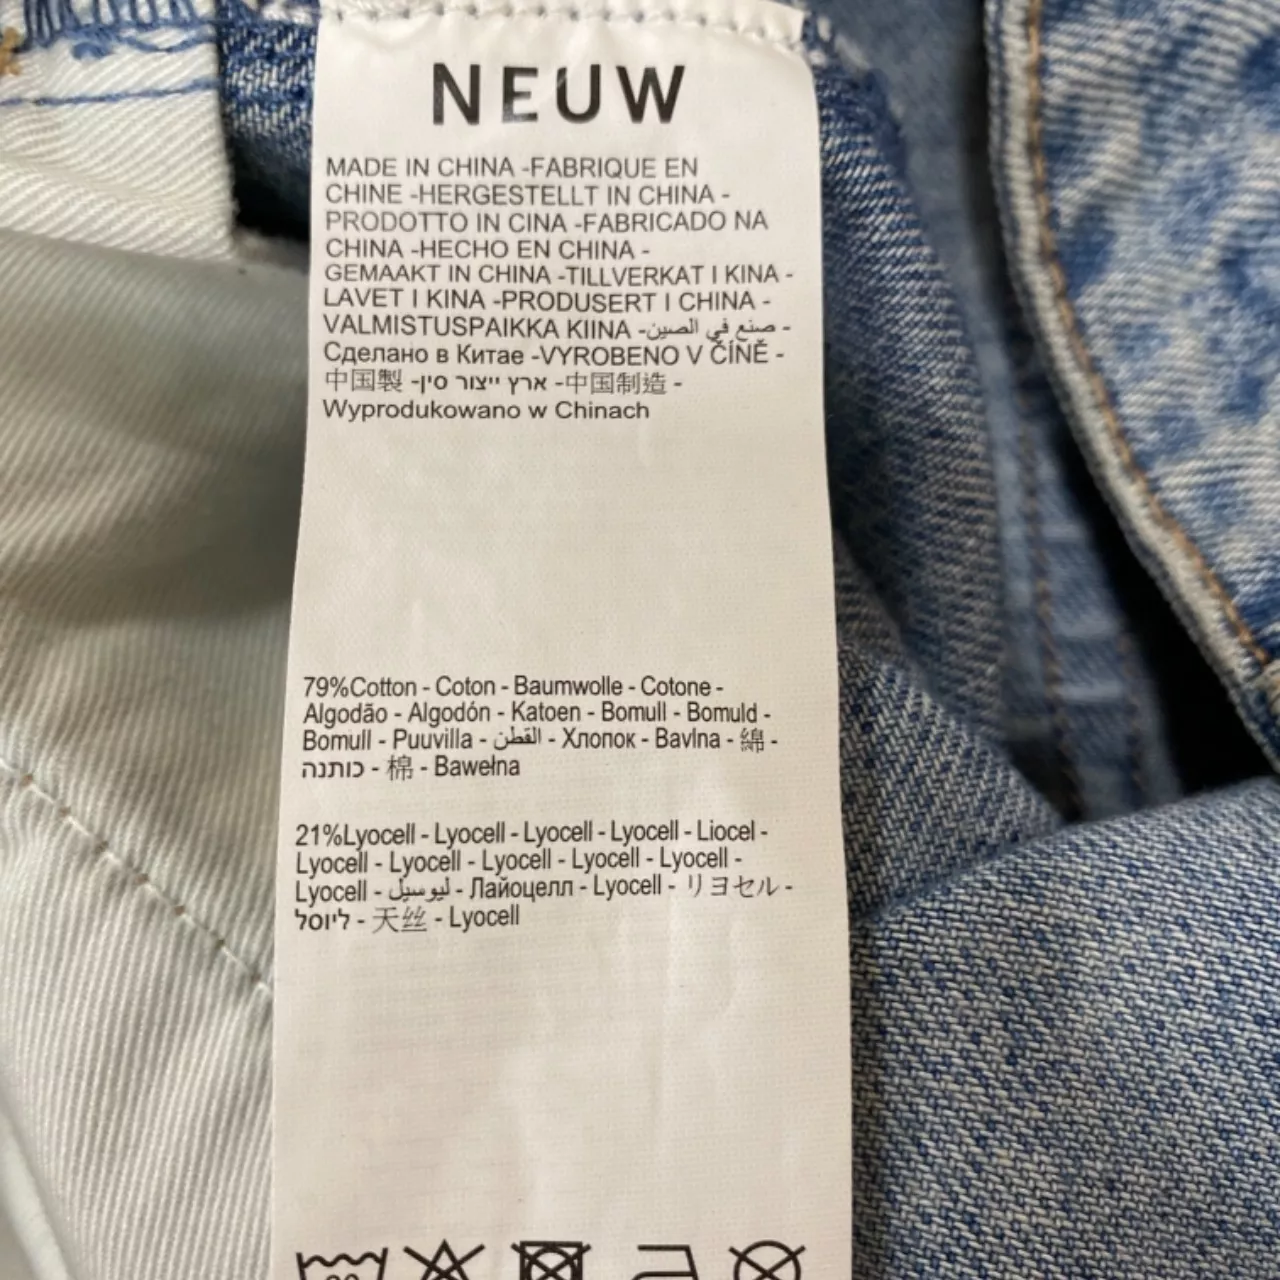 NEUW
MADE IN CHINA -FABRIQUE EN
CHINE -HERGESTELLT IN CHINA -
PRODOTTO IN CINA -FABRICADO NA
CHINA -HECHO EN CHINA -
GEMAAKT IN CHINA -TILLVERKAT I KINA -
LAVET I KINA -PRODUSERT I CHINA -
VALMISTUSPAIKKA KIINA -صنع في الصين -
Сделано в Китае -VYROBENO V ČÍNĚ -
中国製 -ארץ ייצור סין -中国制造 -
Wyprodukowano w Chinach
79%Cotton - Coton - Baumwolle - Cotone -
Algodão - Algodón - Katoen - Bomull - Bomuld -
Bomull - Puuvilla - القطن - Хлопок - Bavlna - 綿 -
כותנה - 棉 - Bawełna
21%Lyocell - Lyocell - Lyocell - Lyocell - Liocel -
Lyocell - Lyocell - Lyocell - Lyocell - Lyocell -
Lyocell - ليوسيل - Лайоцелл - Lyocell - リヨセル -
ליוסל - 天丝 - Lyocell